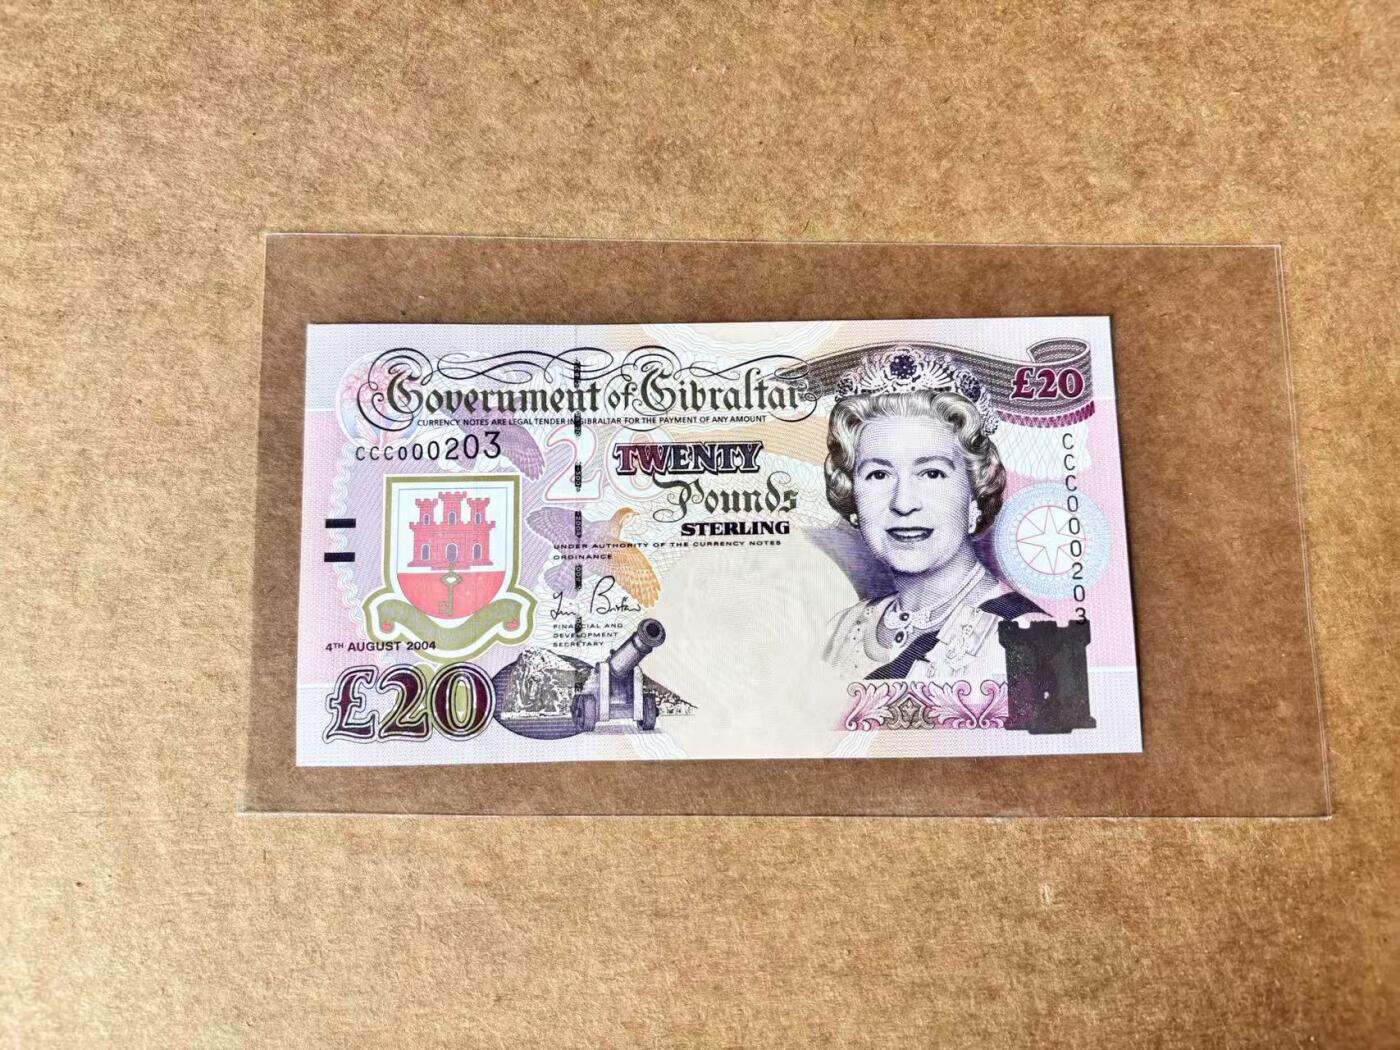 Government of Gibraltar
CURRENCY NOTES ARE LEGAL TENDER IN GIBRALTAR FOR THE PAYMENT OF ANY AMOUNT
£20
CCC000203
20
TWENTY
Pounds
STERLING
UNDER AUTHORITY OF THE CURRENCY NOTES
ORDINANCE
FINANCIAL AND
DEVELOPMENT
SECRETARY
4TH AUGUST 2004
£20
CCC000203